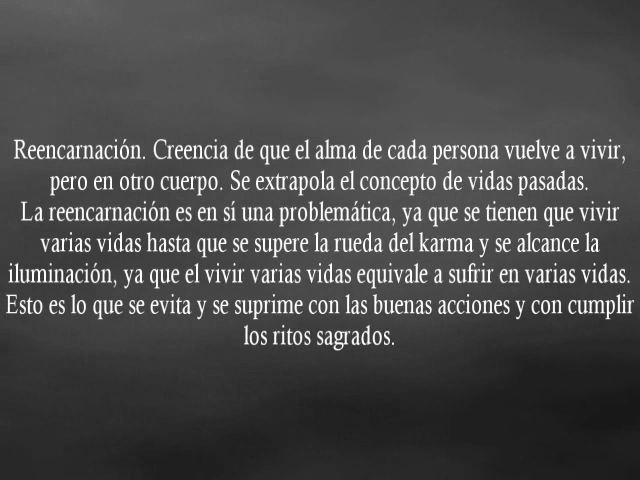 Reencarnación. Creencia de que el alma de cada persona vuelve a vivir,
pero en otro cuerpo. Se extrapola el concepto de vidas pasadas.
La reencarnación es en sí una problemática, ya que se tienen que vivir
varias vidas hasta que se supere la rueda del karma y se alcance la
iluminación, ya que el vivir varias vidas equivale a sufrir en varias vidas.
Esto es lo que se evita y se suprime con las buenas acciones y con cumplir
los ritos sagrados.